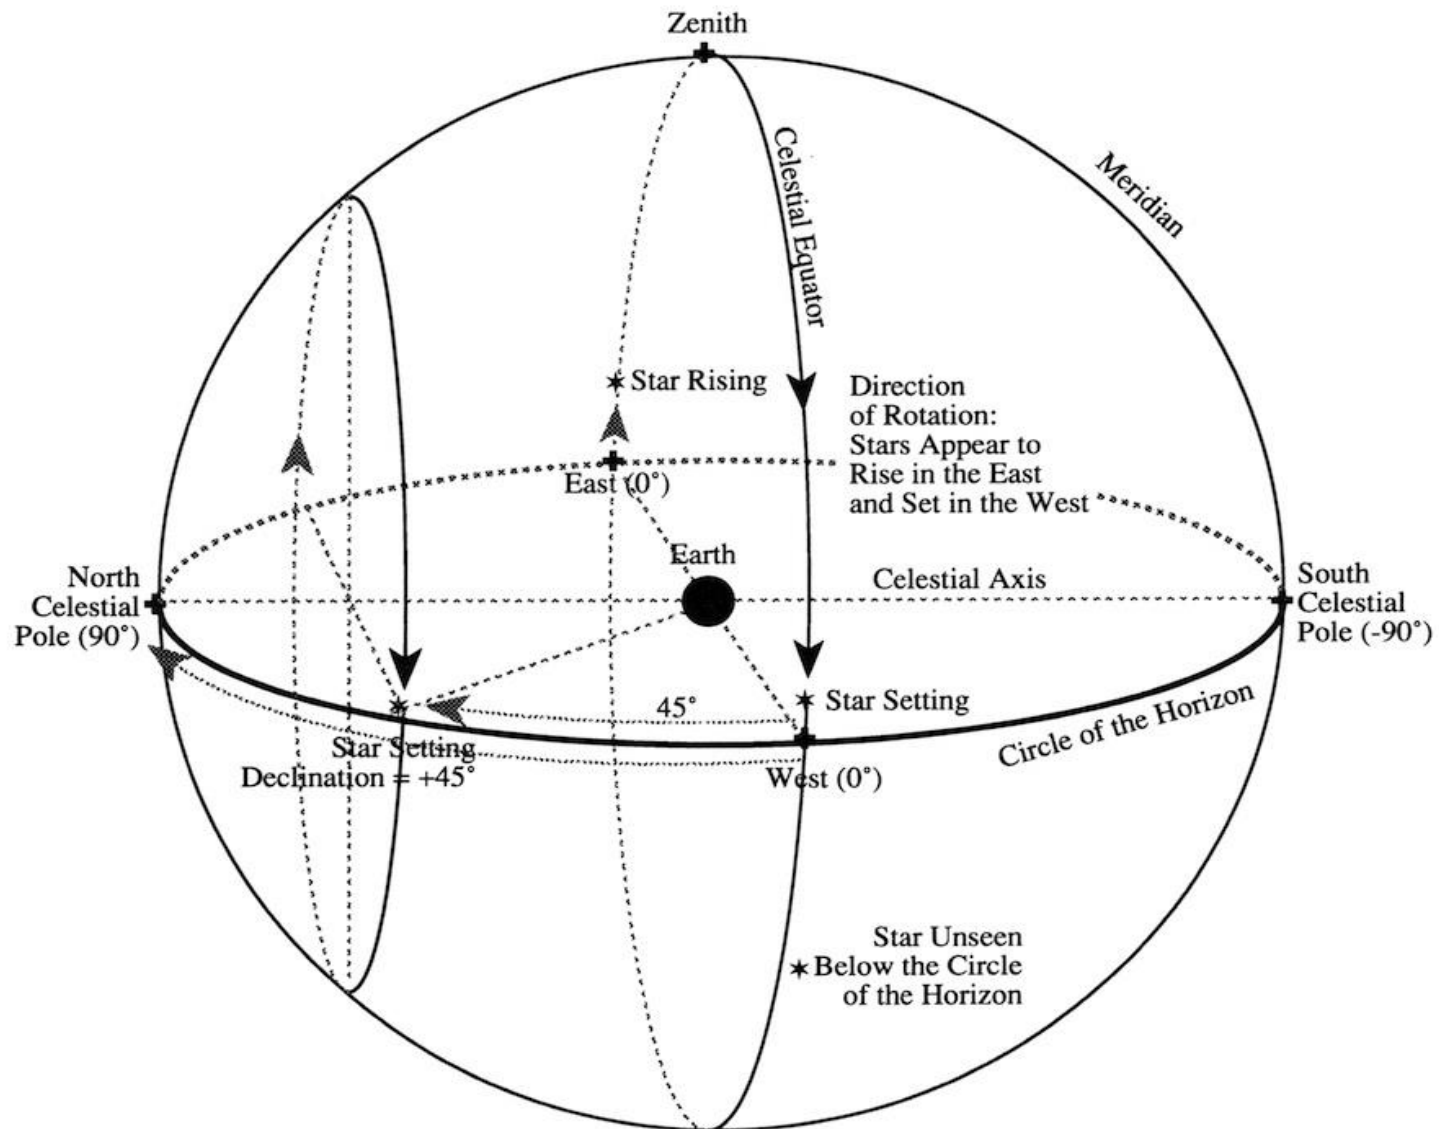 Zenith
Meridian
Celestial Equator
Star Rising
Direction
of Rotation:
Stars Appear to
Rise in the East
and Set in the West
East (0°)
Earth
Celestial Axis
North
Celestial
Pole (90°)
South
Celestial
Pole (-90°)
45°
Star Setting
Star Setting
Declination = +45°
West (0°)
Circle of the Horizon
Star Unseen
Below the Circle
of the Horizon